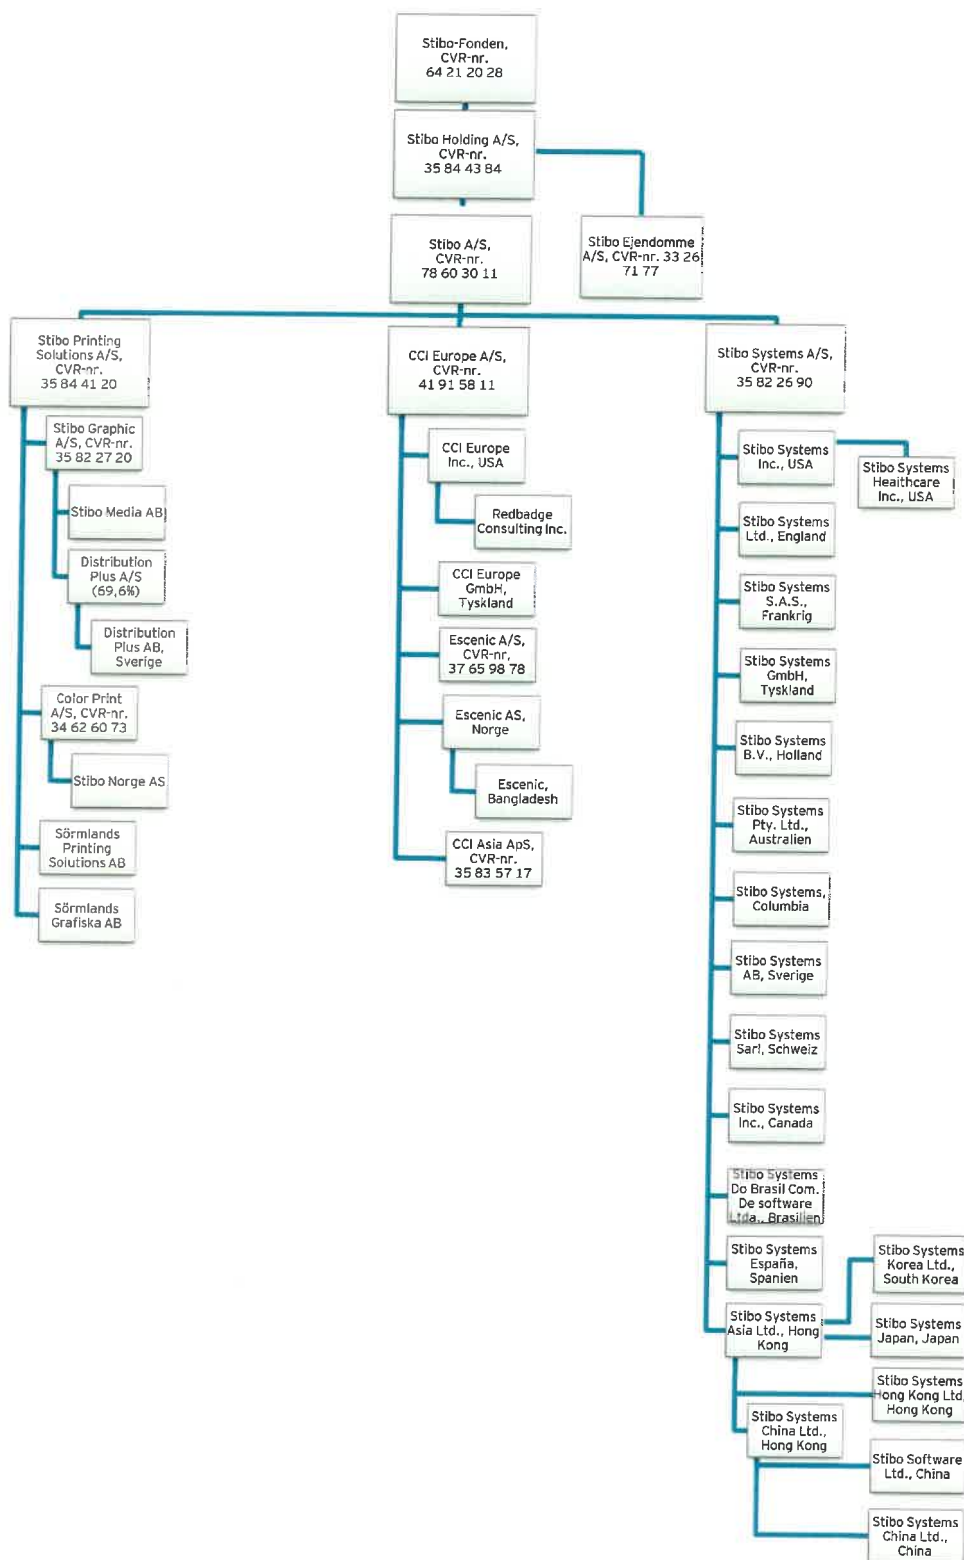 Stibo-Fonden,
CVR-nr.
64 21 20 28
Stibo Holding A/S,
CVR-nr.
35 84 43 84
Stibo A/S,
CVR-nr.
78 60 30 11
Stibo Ejendomme
A/S, CVR-nr. 33 26
71 77
Stibo Printing
Solutions A/S,
CVR-nr.
35 84 41 20
Stibo Graphic
A/S, CVR-nr.
35 82 27 20
Stibo Media AB
Distribution
Plus A/S
(69,6%)
Distribution
Plus AB,
Sverige
Color Print
A/S, CVR-nr.
34 62 60 73
Stibo Norge AS
Sörmlands
Printing
Solutions AB
Sörmlands
Grafiska AB
CCI Europe A/S,
CVR-nr.
41 91 58 11
CCI Europe
Inc., USA
Redbadge
Consulting Inc.
CCI Europe
GmbH,
Tyskland
Escenic A/S,
CVR-nr,
37 65 98 78
Escenic AS,
Norge
Escenic,
Bangladesh
CCI Asia ApS,
CVR-nr.
35 83 57 17
Stibo Systems A/S,
CVR-nr.
35 82 26 90
Stibo Systems
Inc., USA
Stibo Systems
Healthcare
Inc., USA
Stibo Systems
Ltd., England
Stibo Systems
S.A.S.,
Frankrig
Stibo Systems
GmbH,
Tyskland
Stibo Systems
B.V., Holland
Stibo Systems
Pty. Ltd.,
Australien
Stibo Systems,
Columbia
Stibo Systems
AB, Sverige
Stibo Systems
Sarl, Schweiz
Stibo Systems
Inc., Canada
Stibo Systems
Do Brasil Com.
De software
Ltda., Brasilien
Stibo Systems
España,
Spanien
Stibo Systems
Asia Ltd., Hong
Kong
Stibo Systems
Korea Ltd.,
South Korea
Stibo Systems
Japan, Japan
Stibo Systems
Hong Kong Ltd,
Hong Kong
Stibo Systems
China Ltd.,
Hong Kong
Stibo Software
Ltd., China
Stibo Systems
China Ltd.,
China